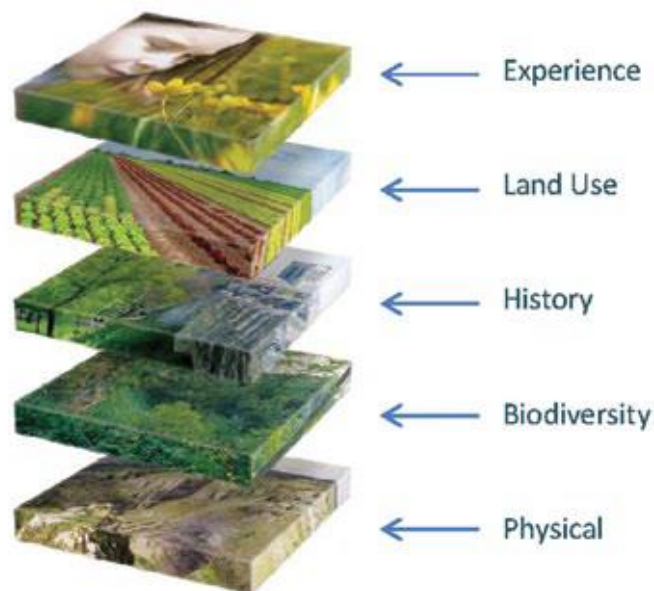 Experience
Land Use
History
Biodiversity
Physical